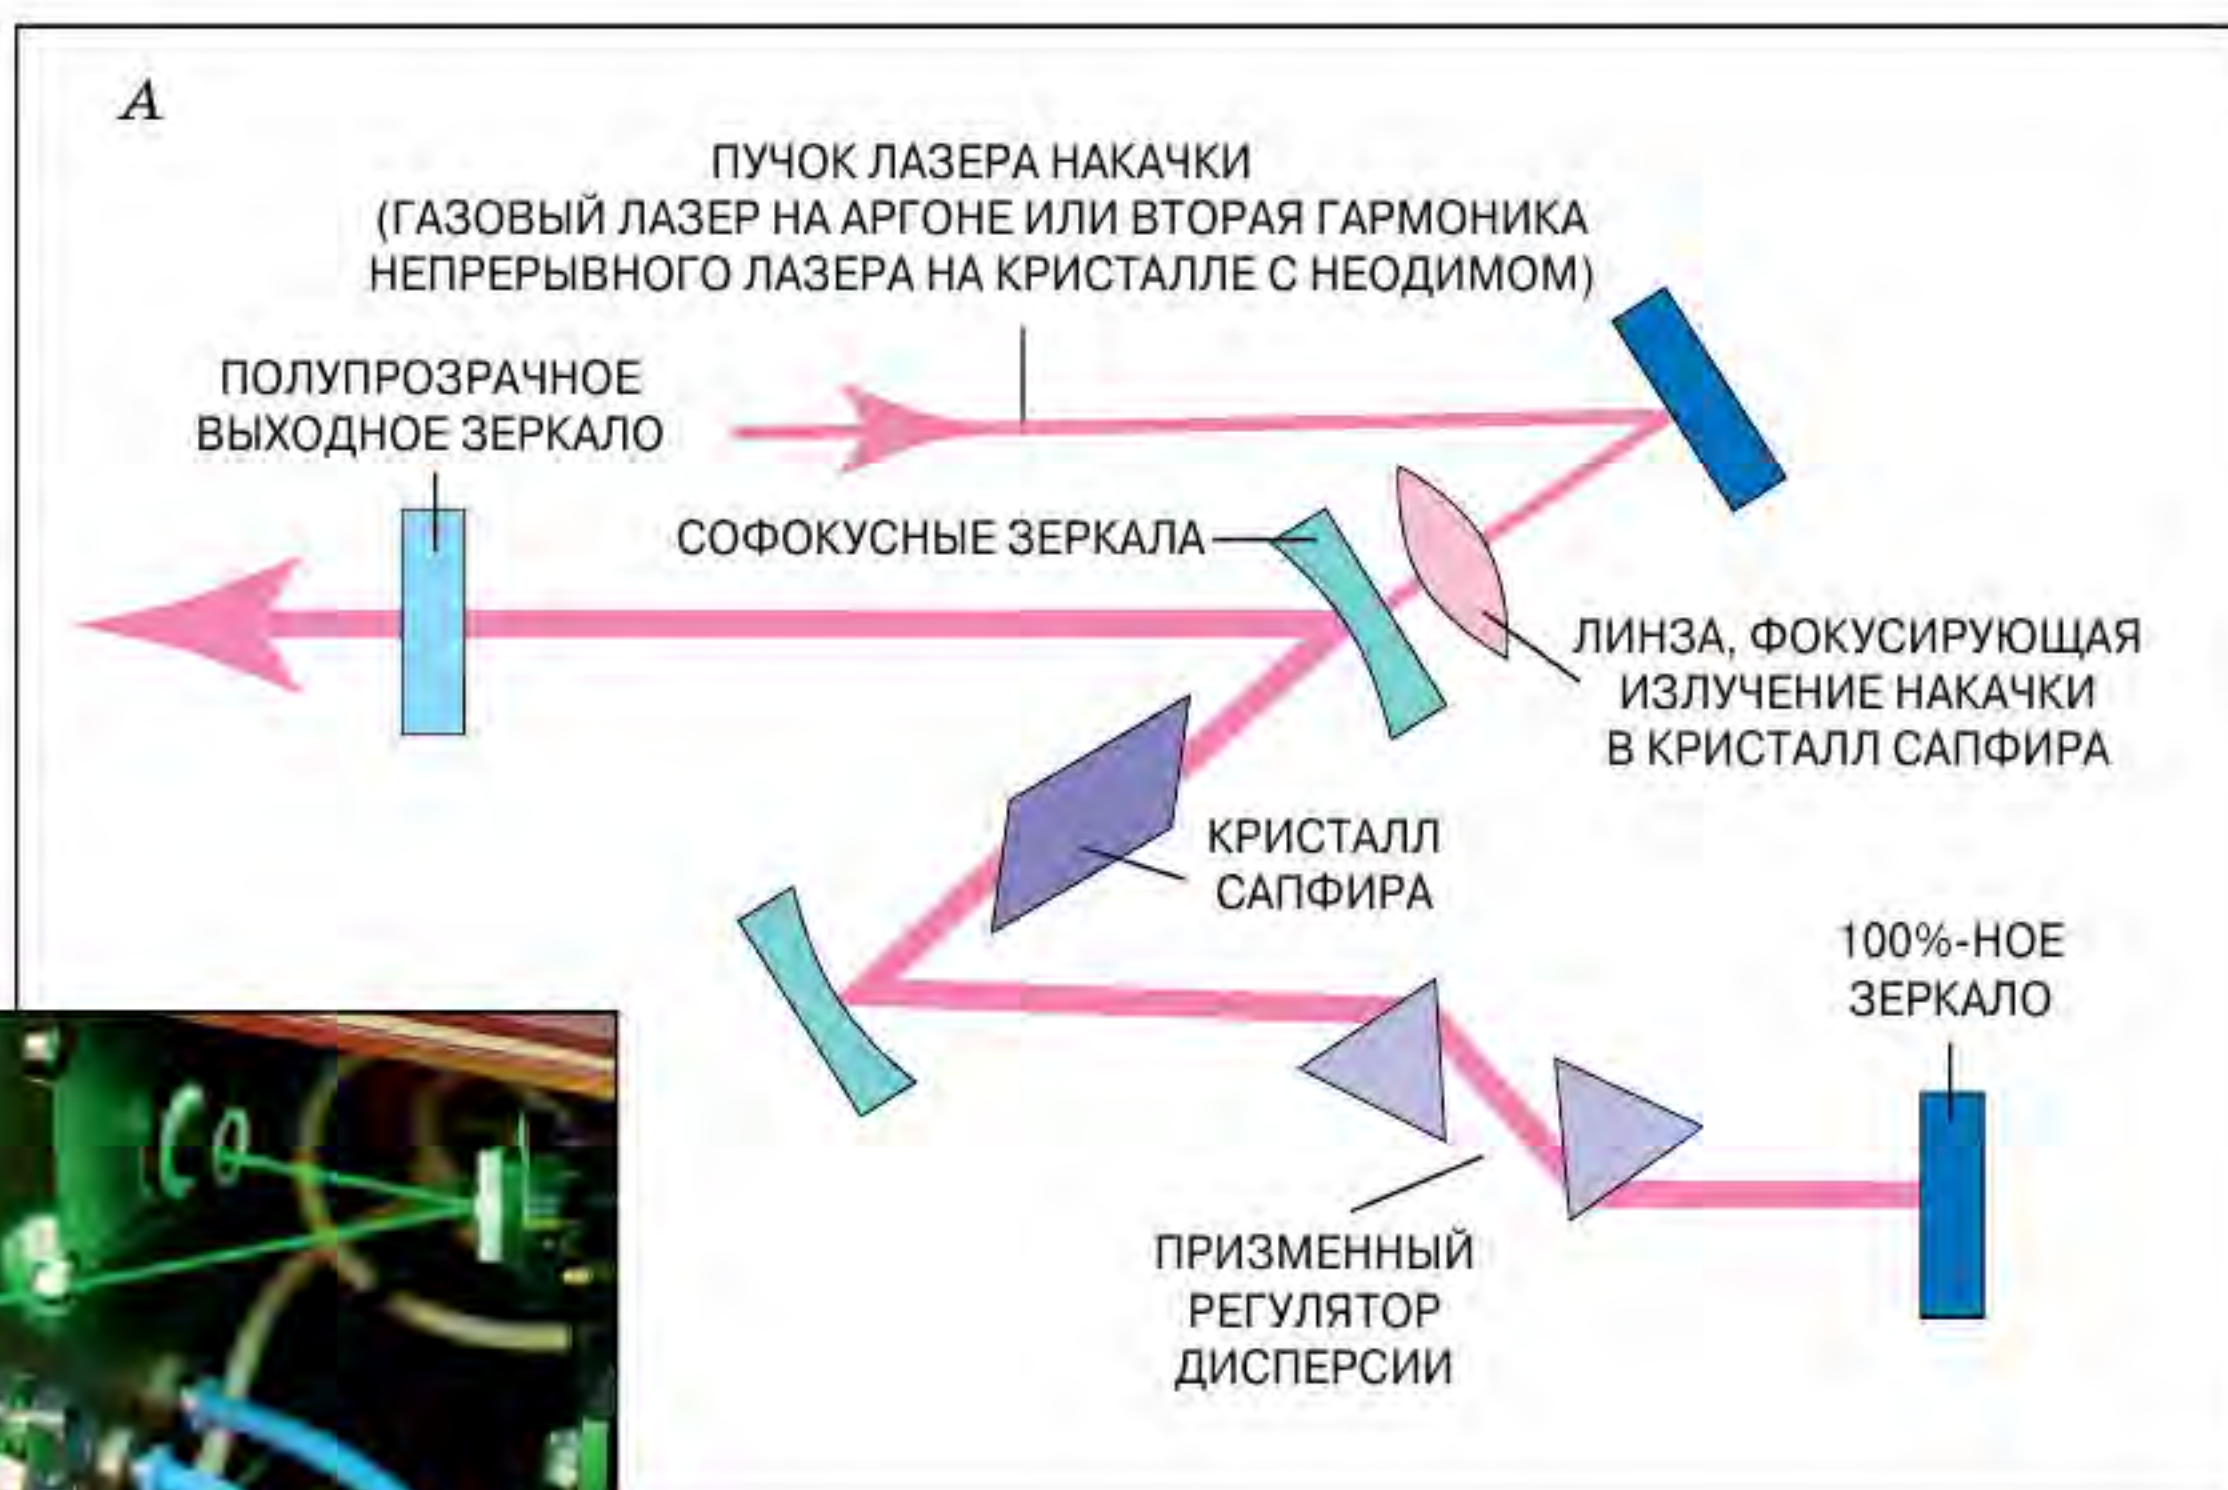 А
ПУЧОК ЛАЗЕРА НАКАЧКИ
(ГАЗОВЫЙ ЛАЗЕР НА АРГОНЕ ИЛИ ВТОРАЯ ГАРМОНИКА
НЕПРЕРЫВНОГО ЛАЗЕРА НА КРИСТАЛЛЕ С НЕОДИМОМ)
ПОЛУПРОЗРАЧНОЕ
ВЫХОДНОЕ ЗЕРКАЛО
СОФОКУСНЫЕ ЗЕРКАЛА
ЛИНЗА, ФОКУСИРУЮЩАЯ
ИЗЛУЧЕНИЕ НАКАЧКИ
В КРИСТАЛЛ САПФИРА
КРИСТАЛЛ
САПФИРА
100%-НОЕ
ЗЕРКАЛО
ПРИЗМЕННЫЙ
РЕГУЛЯТОР
ДИСПЕРСИИ